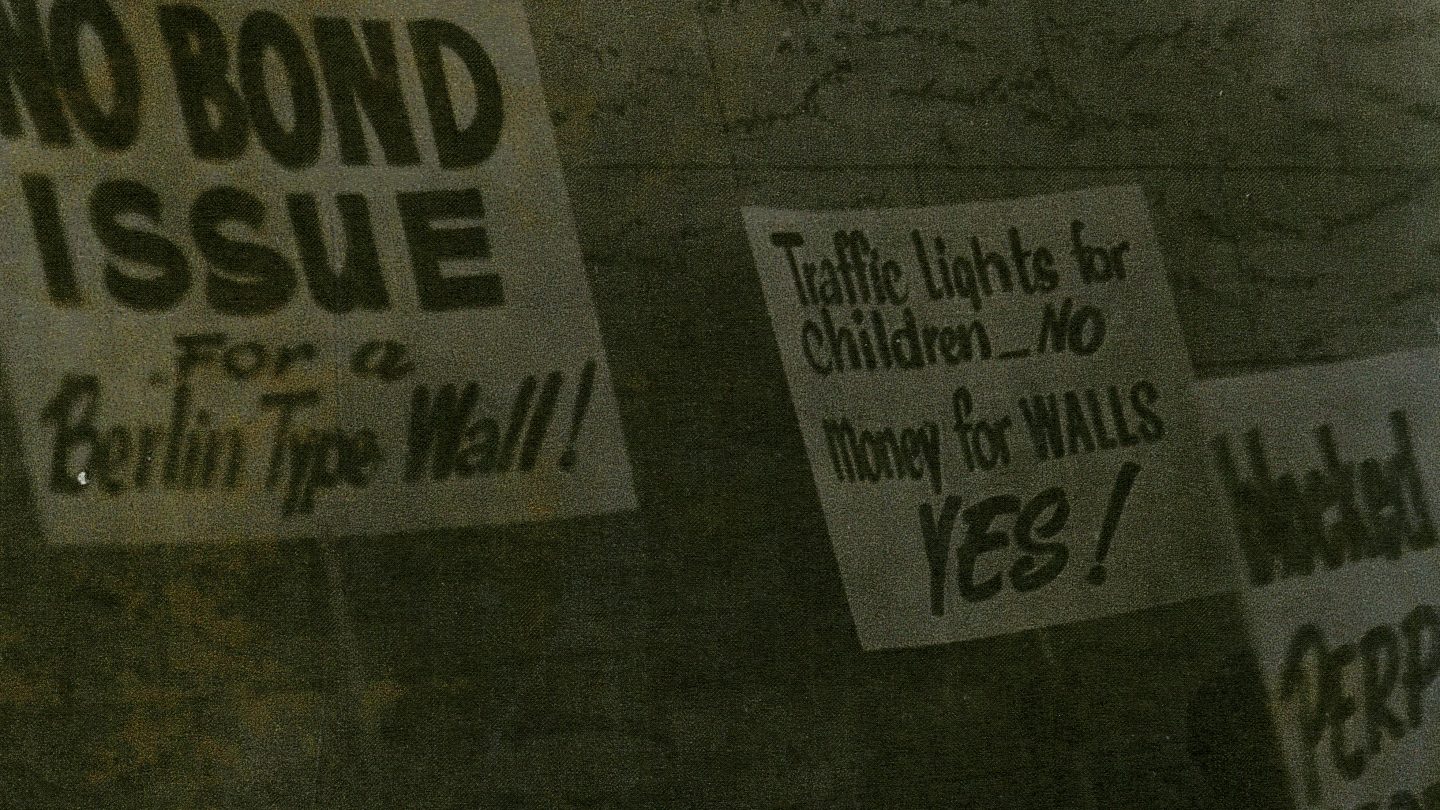 NO BOND
ISSUE
For a
Berlin Type Wall!
Traffic Lights for
children_NO
money for WALLS
YES!